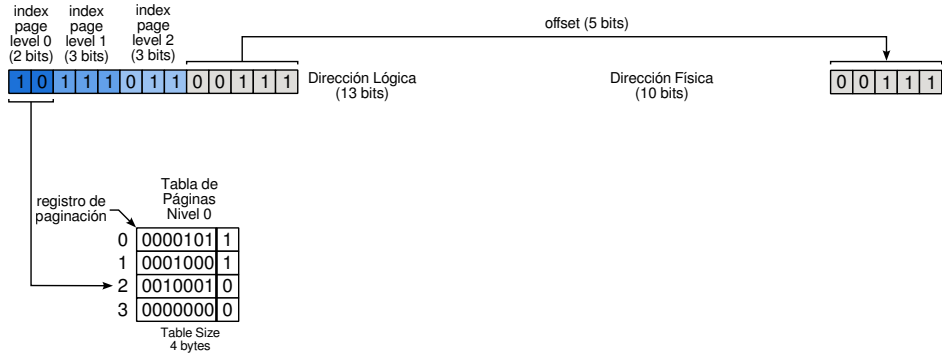 index
page
level 0
(2 bits)
index
page
level 1
(3 bits)
index
page
level 2
(3 bits)
offset (5 bits)
1 0 1 1 1 0 1 1 0 0 1 1 1
Dirección Lógica
(13 bits)
Dirección Física
(10 bits)
0 0 1 1 1
registro de
paginación
Tabla de
Páginas
Nivel 0
0 0000101 1
1 0001000 1
2 0010001 0
3 0000000 0
Table Size
4 bytes